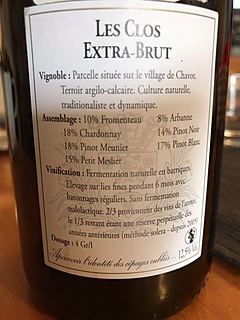 LES CLOS
EXTRA-BRUT
Vignoble : Parcelle située sur le village de Chavot.
Terroir argilo-calcaire. Culture naturelle,
traditionaliste et dynamique.
Assemblage : 10% Fromenteau 8% Arbanne
18% Chardonnay 14% Pinot Noir
18% Pinot Meunier 17% Pinot Blanc
15% Petit Meslier
Vinification : Fermentation naturelle en barriques.
Elevage sur lies fines pendant 6 mois avec
batonnages réguliers. Sans fermentation
malolactique. 2/3 proviennent des vins de l'année,
le 1/3 restant étant une réserve perpétuelle des
années antérieures (méthode solera - depuis 2005)
Dosage : 4 Gr/l 12.5% Vol.
Apercevoir l'identité des cépages oubliés ...